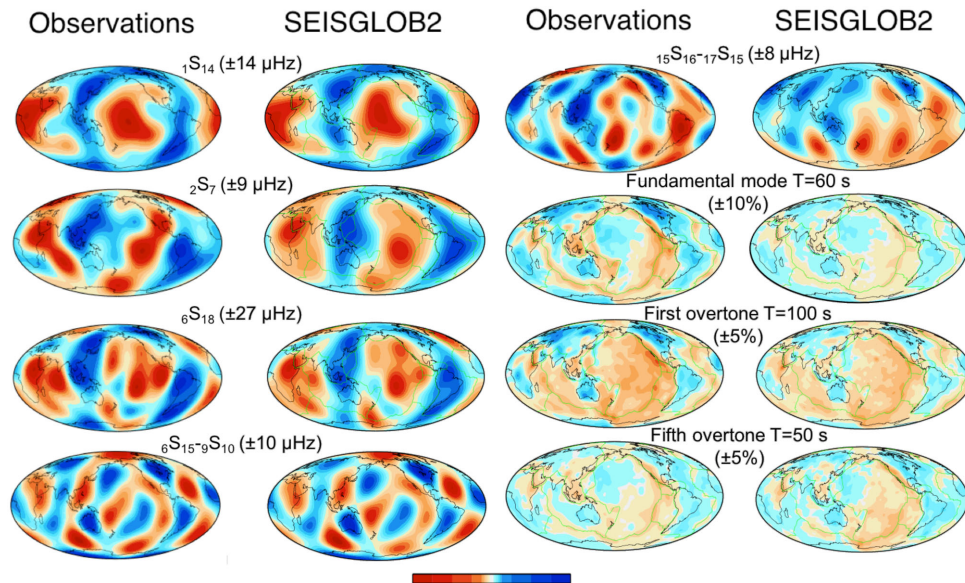 Observations SEISGLOB2 Observations SEISGLOB2
₁S₁₄ (±14 µHz)
₁₅S₁₆-₁₇S₁₅ (±8 µHz)
₂S₇ (±9 µHz)
Fundamental mode T=60 s
(±10%)
₆S₁₈ (±27 µHz)
First overtone T=100 s
(±5%)
₆S₁₅-₉S₁₀ (±10 µHz)
Fifth overtone T=50 s
(±5%)